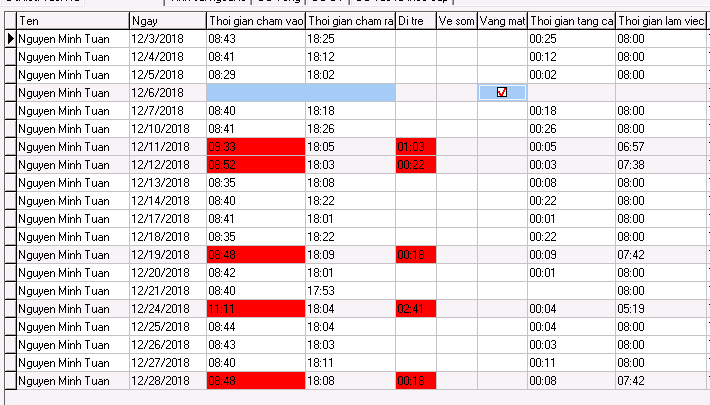 Ten Ngay Thoi gian cham vao Thoi gian cham ra Di tre Ve som Vang mat Thoi gian tang ca Thoi gian lam viec
Nguyen Minh Tuan 12/3/2018 08:43 18:25 00:25 08:00
Nguyen Minh Tuan 12/4/2018 08:41 18:12 00:12 08:00
Nguyen Minh Tuan 12/5/2018 08:29 18:02 00:02 08:00
Nguyen Minh Tuan 12/6/2018
Nguyen Minh Tuan 12/7/2018 08:40 18:18 00:18 08:00
Nguyen Minh Tuan 12/10/2018 08:41 18:26 00:26 08:00
Nguyen Minh Tuan 12/11/2018 09:33 18:05 01:03 00:05 06:57
Nguyen Minh Tuan 12/12/2018 08:52 18:03 00:22 00:03 07:38
Nguyen Minh Tuan 12/13/2018 08:35 18:08 00:08 08:00
Nguyen Minh Tuan 12/14/2018 08:40 18:22 00:22 08:00
Nguyen Minh Tuan 12/17/2018 08:41 18:01 00:01 08:00
Nguyen Minh Tuan 12/18/2018 08:35 18:22 00:22 08:00
Nguyen Minh Tuan 12/19/2018 08:48 18:09 00:18 00:09 07:42
Nguyen Minh Tuan 12/20/2018 08:42 18:01 00:01 08:00
Nguyen Minh Tuan 12/21/2018 08:40 17:53 08:00
Nguyen Minh Tuan 12/24/2018 11:11 18:04 02:41 00:04 05:19
Nguyen Minh Tuan 12/25/2018 08:44 18:04 00:04 08:00
Nguyen Minh Tuan 12/26/2018 08:43 18:03 00:03 08:00
Nguyen Minh Tuan 12/27/2018 08:40 18:11 00:11 08:00
Nguyen Minh Tuan 12/28/2018 08:48 18:08 00:18 00:08 07:42